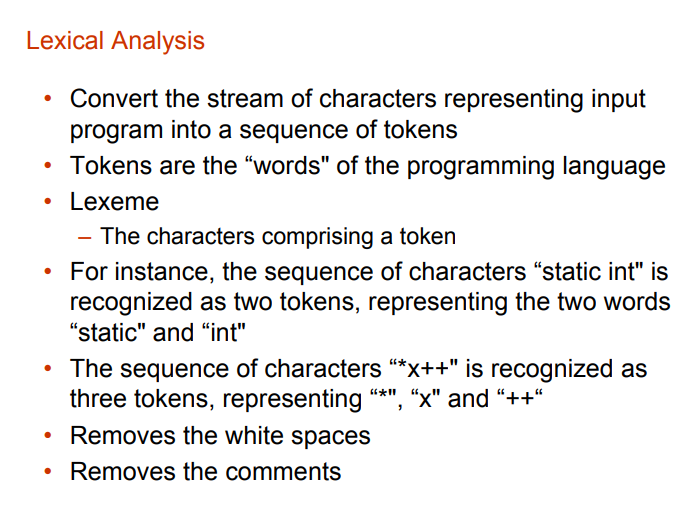 Lexical Analysis
• Convert the stream of characters representing input
program into a sequence of tokens
• Tokens are the “words" of the programming language
• Lexeme
– The characters comprising a token
• For instance, the sequence of characters “static int" is
recognized as two tokens, representing the two words
“static" and “int"
• The sequence of characters “*x++" is recognized as
three tokens, representing “*", “x" and “++“
• Removes the white spaces
• Removes the comments